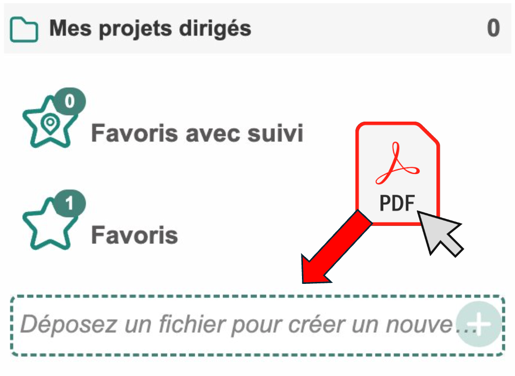 Mes projets dirigés 0
0
Favoris avec suivi
PDF
1
Favoris
Déposez un fichier pour créer un nouve...